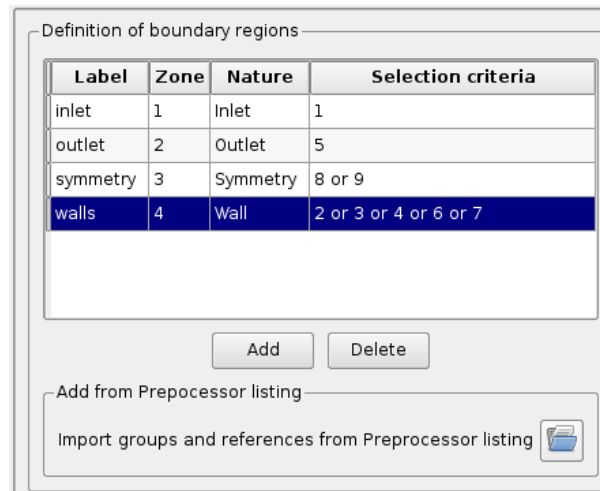 Definition of boundary regions
Label Zone Nature Selection criteria
inlet 1 Inlet 1
outlet 2 Outlet 5
symmetry 3 Symmetry 8 or 9
walls 4 Wall 2 or 3 or 4 or 6 or 7
Add Delete
Add from Prepocessor listing
Import groups and references from Preprocessor listing